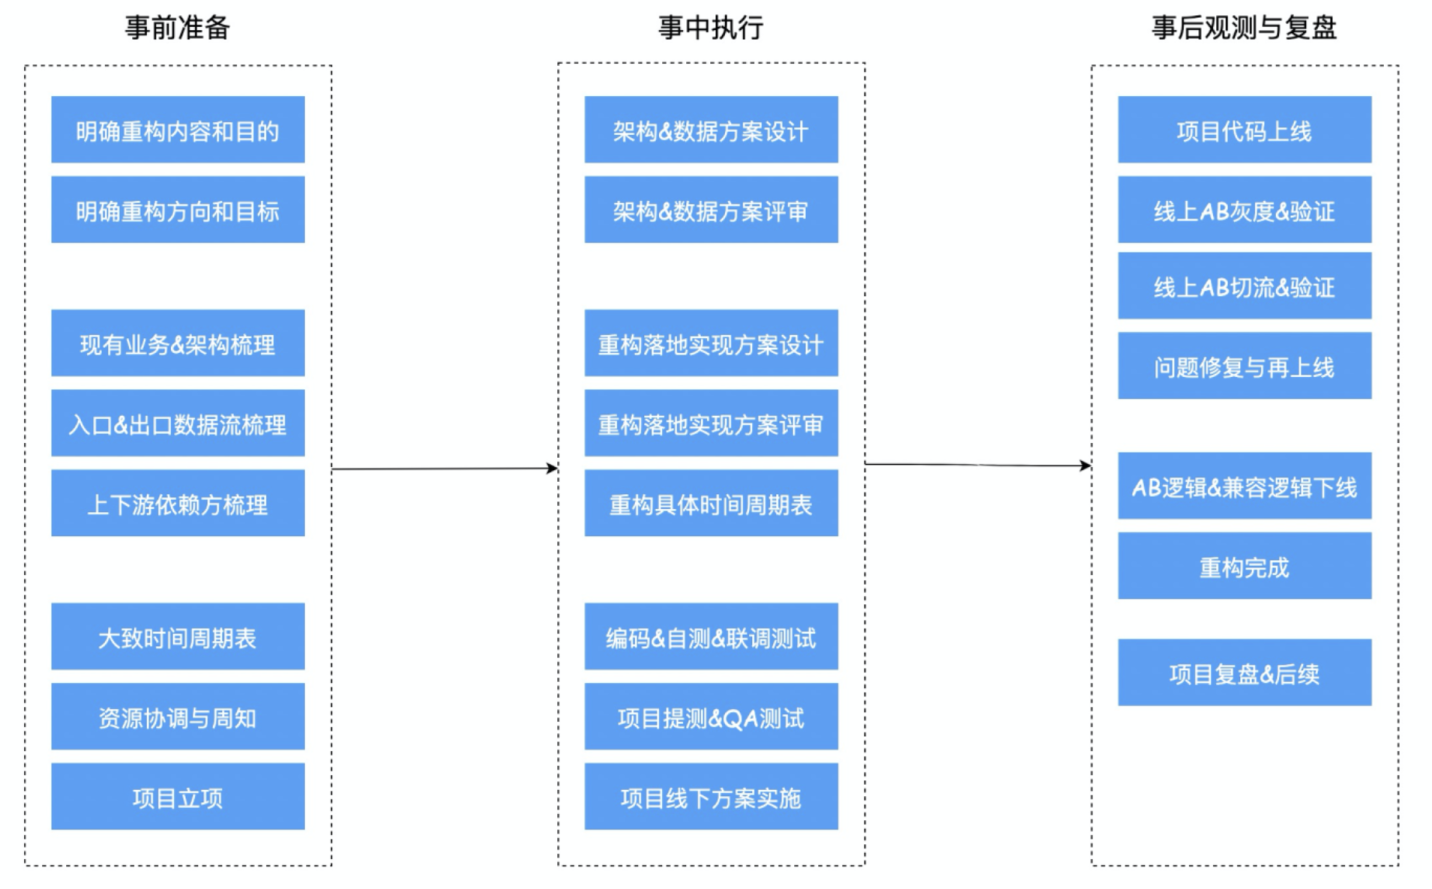 事前准备
明确重构内容和目的
明确重构方向和目标
现有业务&架构梳理
入口&出口数据流梳理
上下游依赖方梳理
大致时间周期表
资源协调与周知
项目立项
事中执行
架构&数据方案设计
架构&数据方案评审
重构落地实现方案设计
重构落地实现方案评审
重构具体时间周期表
编码&自测&联调测试
项目提测&QA测试
项目线下方案实施
事后观测与复盘
项目代码上线
线上AB灰度&验证
线上AB切流&验证
问题修复与再上线
AB逻辑&兼容逻辑下线
重构完成
项目复盘&后续